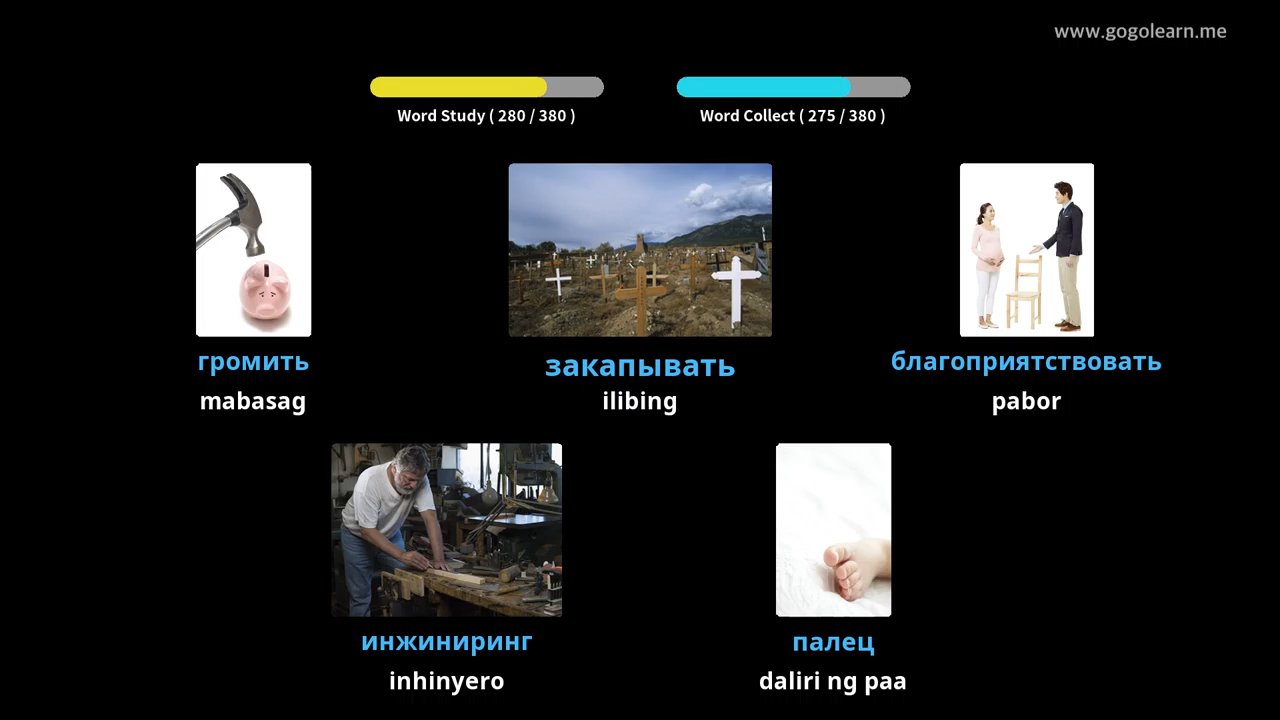 www.gogolearn.me
Word Study ( 280 / 380 )
Word Collect ( 275 / 380 )
громить
mabasag
закапывать
ilibing
благоприятствовать
pabor
инжиниринг
inhinyero
палец
daliri ng paa